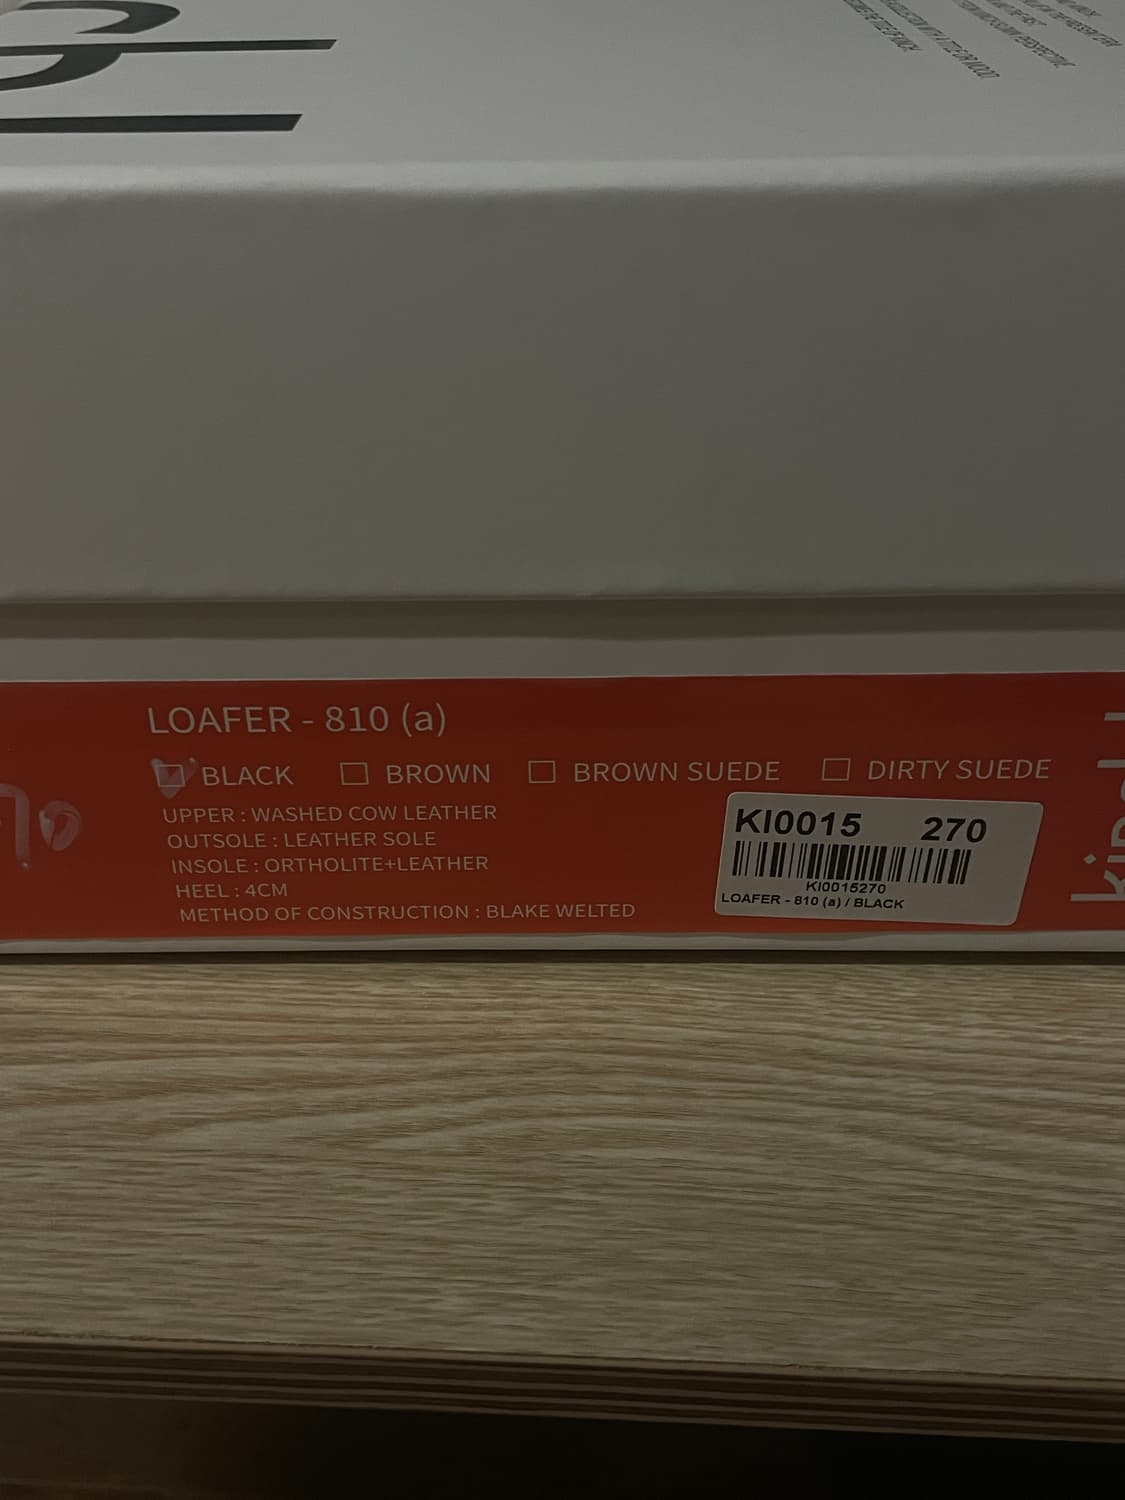 LOAFER - 810 (a)
BLACK BROWN BROWN SUEDE DIRTY SUEDE
UPPER : WASHED COW LEATHER
OUTSOLE : LEATHER SOLE
INSOLE : ORTHOLITE+LEATHER
HEEL : 4CM
METHOD OF CONSTRUCTION : BLAKE WELTED
KI0015 270
KI0015270
LOAFER - 810 (a) / BLACK